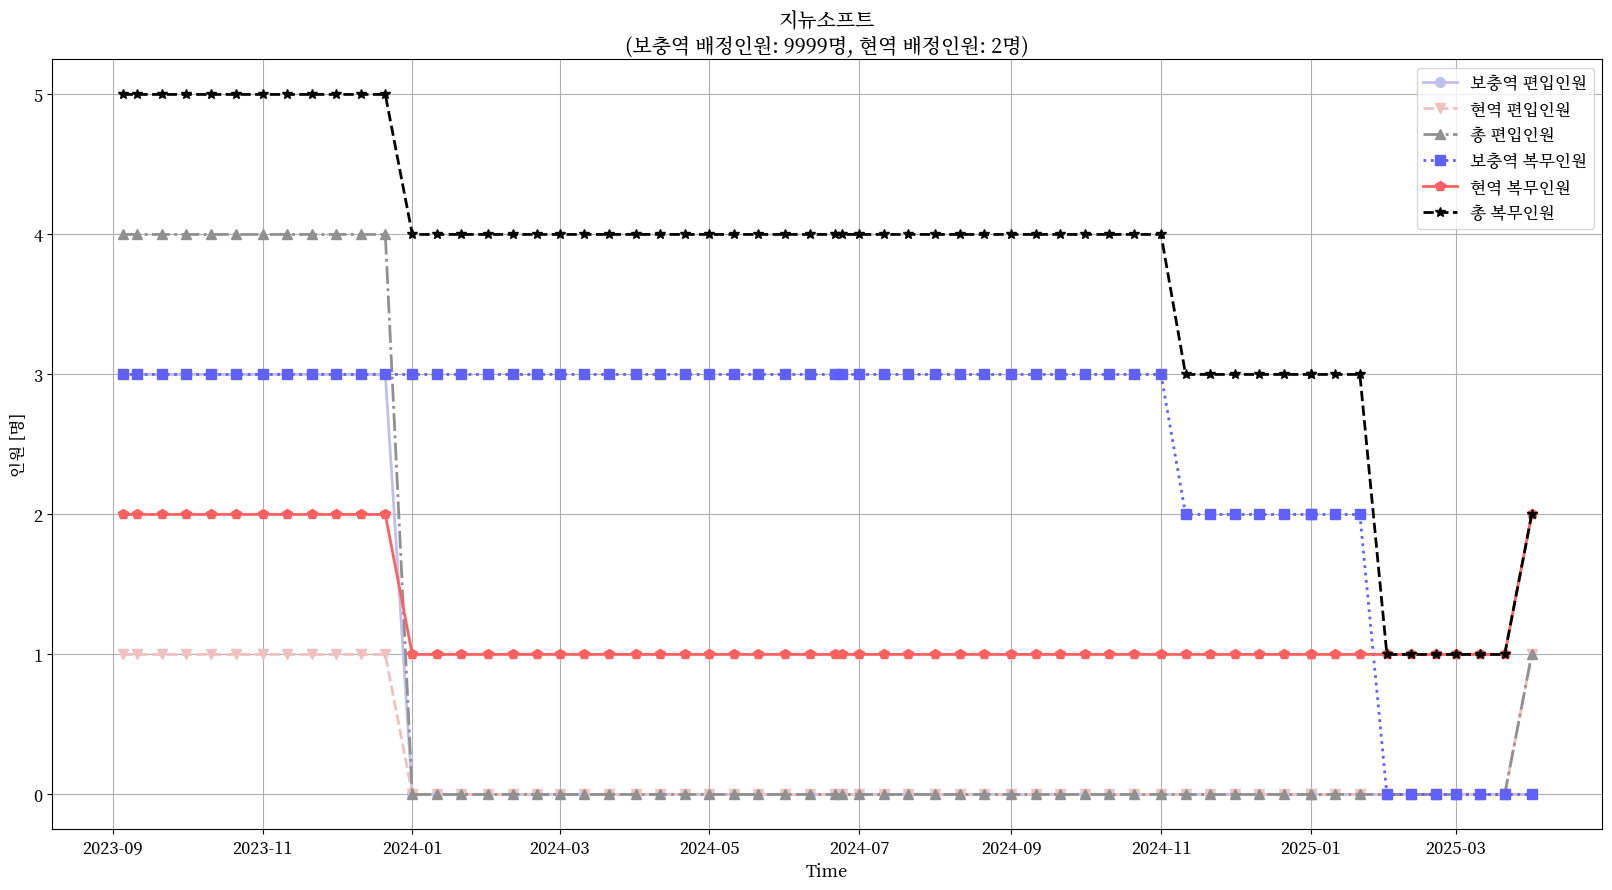 지뉴소프트
(보충역 배정인원: 9999명, 현역 배정인원: 2명)
보충역 편입인원
현역 편입인원
총 편입인원
보충역 복무인원
현역 복무인원
총 복무인원
인원 [명]
5
4
3
2
1
0
2023-09
2023-11
2024-01
2024-03
2024-05
2024-07
2024-09
2024-11
2025-01
2025-03
Time